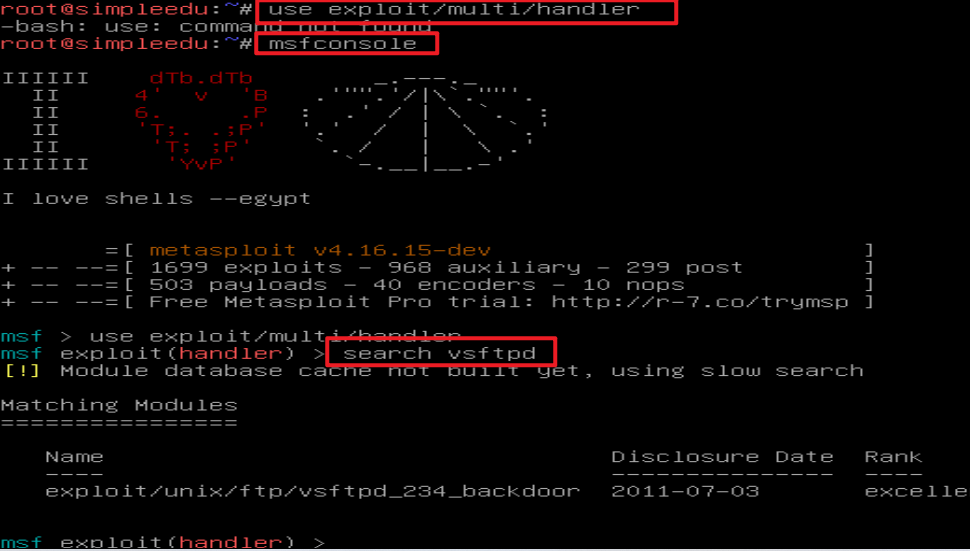 root@simpleedu:~# use exploit/multi/handler
-bash: use: command not found
root@simpleedu:~# msfconsole
IIIIII    dTb.dTb        _.---._
  II     4'  v  'B   .'"".'/|\`.""'.
  II     6.     .P  :  .' / | \ `.  :
  II     'T;. .;P'  '.'  /  |  \  `.'
  II      'T; ;P'    `. /   |   \ .'
IIIIII     'YvP'       `-.__|__.-'
I love shells --egypt
=[ metasploit v4.16.15-dev ]
+ -- --=[ 1699 exploits - 968 auxiliary - 299 post ]
+ -- --=[ 503 payloads - 40 encoders - 10 nops ]
+ -- --=[ Free Metasploit Pro trial: http://r-7.co/trymsp ]
msf > use exploit/multi/handler
msf exploit(handler) > search vsftpd
[!] Module database cache not built yet, using slow search
Matching Modules
================
Name Disclosure Date Rank
---- --------------- ----
exploit/unix/ftp/vsftpd_234_backdoor 2011-07-03 excelle
msf exploit(handler) >